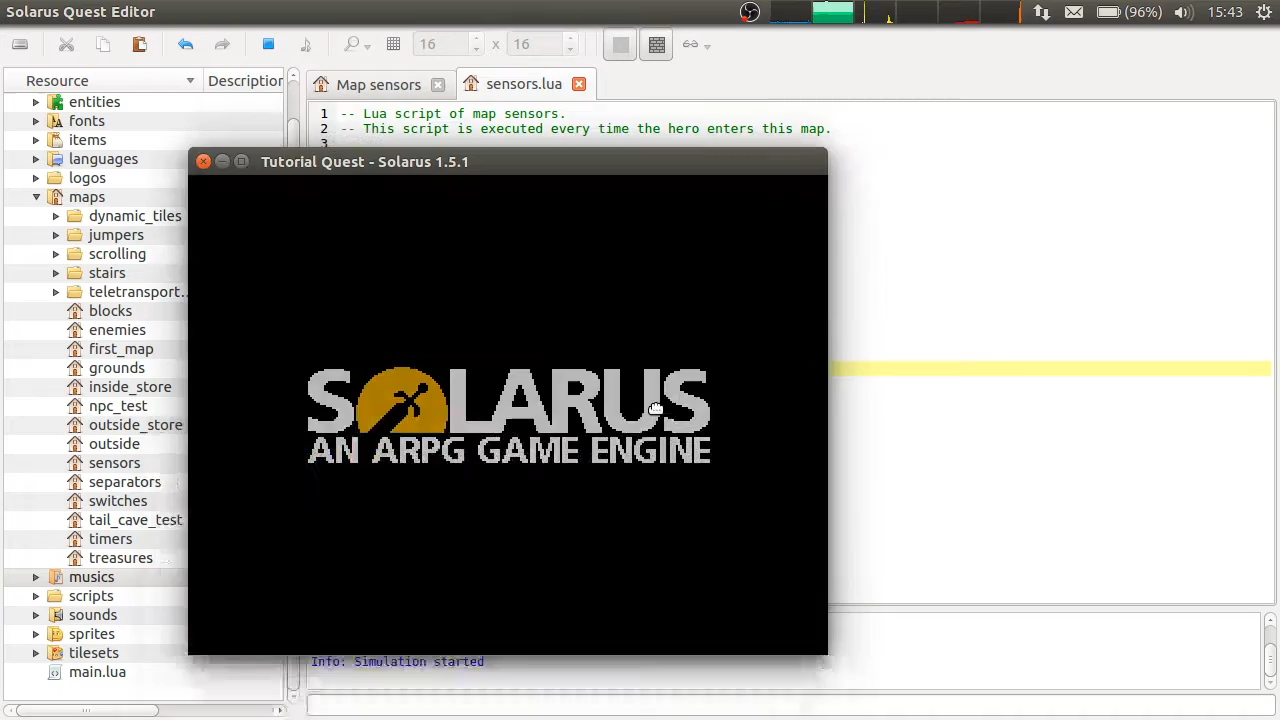 Solarus Quest Editor
(96%)
15:43
16
x
16
Resource
Description
Map sensors
sensors.lua
entities
fonts
items
languages
logos
maps
dynamic_tiles
jumpers
scrolling
stairs
teletransport...
blocks
enemies
first_map
grounds
inside_store
npc_test
outside_store
outside
sensors
separators
switches
tail_cave_test
timers
treasures
musics
scripts
sounds
sprites
tilesets
main.lua
1 -- Lua script of map sensors.
2 -- This script is executed every time the hero enters this map.
3
Tutorial Quest - Solarus 1.5.1
SOLARUS
AN ARPG GAME ENGINE
Info: Simulation started